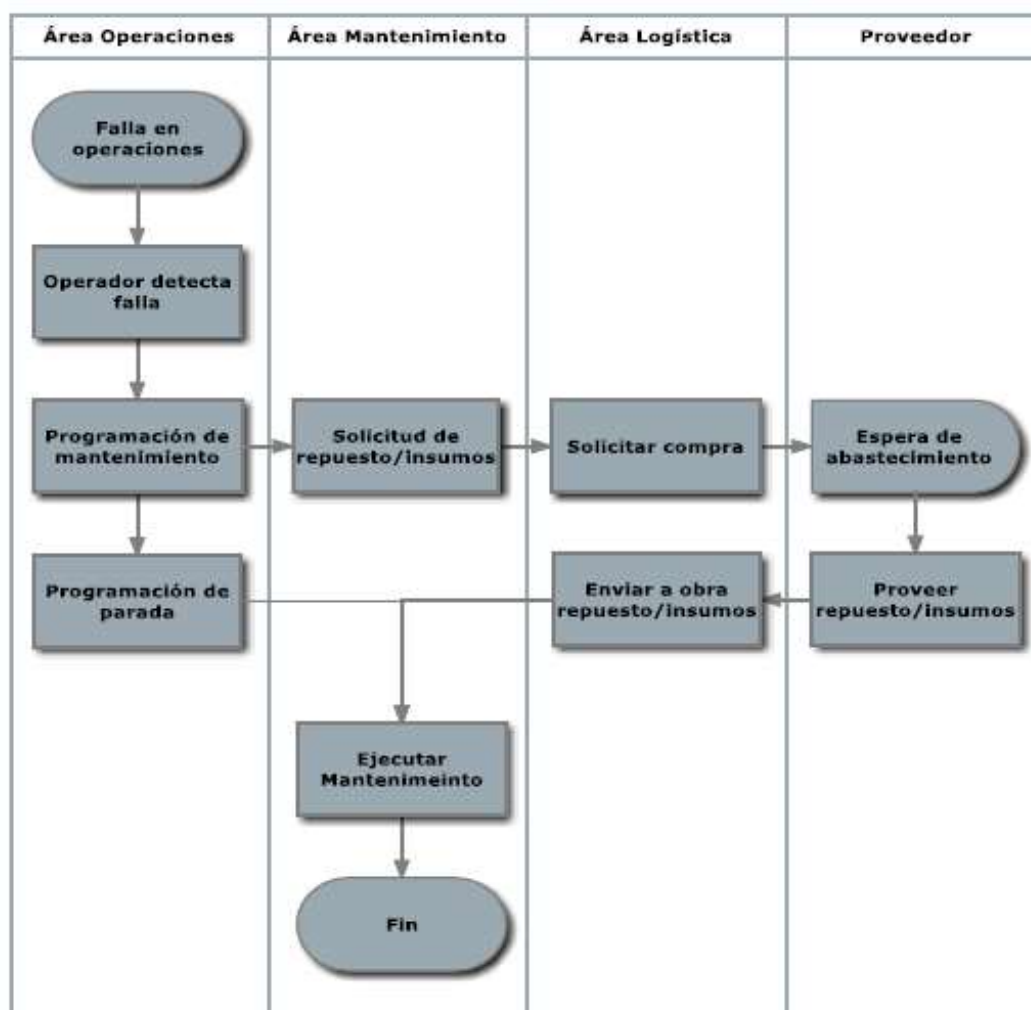 Área Operaciones
Área Mantenimiento
Área Logística
Proveedor
Falla en
operaciones
Operador detecta
falla
Programación de
mantenimiento
Solicitud de
repuesto/insumos
Solicitar compra
Espera de
abastecimiento
Programación de
parada
Enviar a obra
repuesto/insumos
Proveer
repuesto/insumos
Ejecutar
Mantenimeinto
Fin